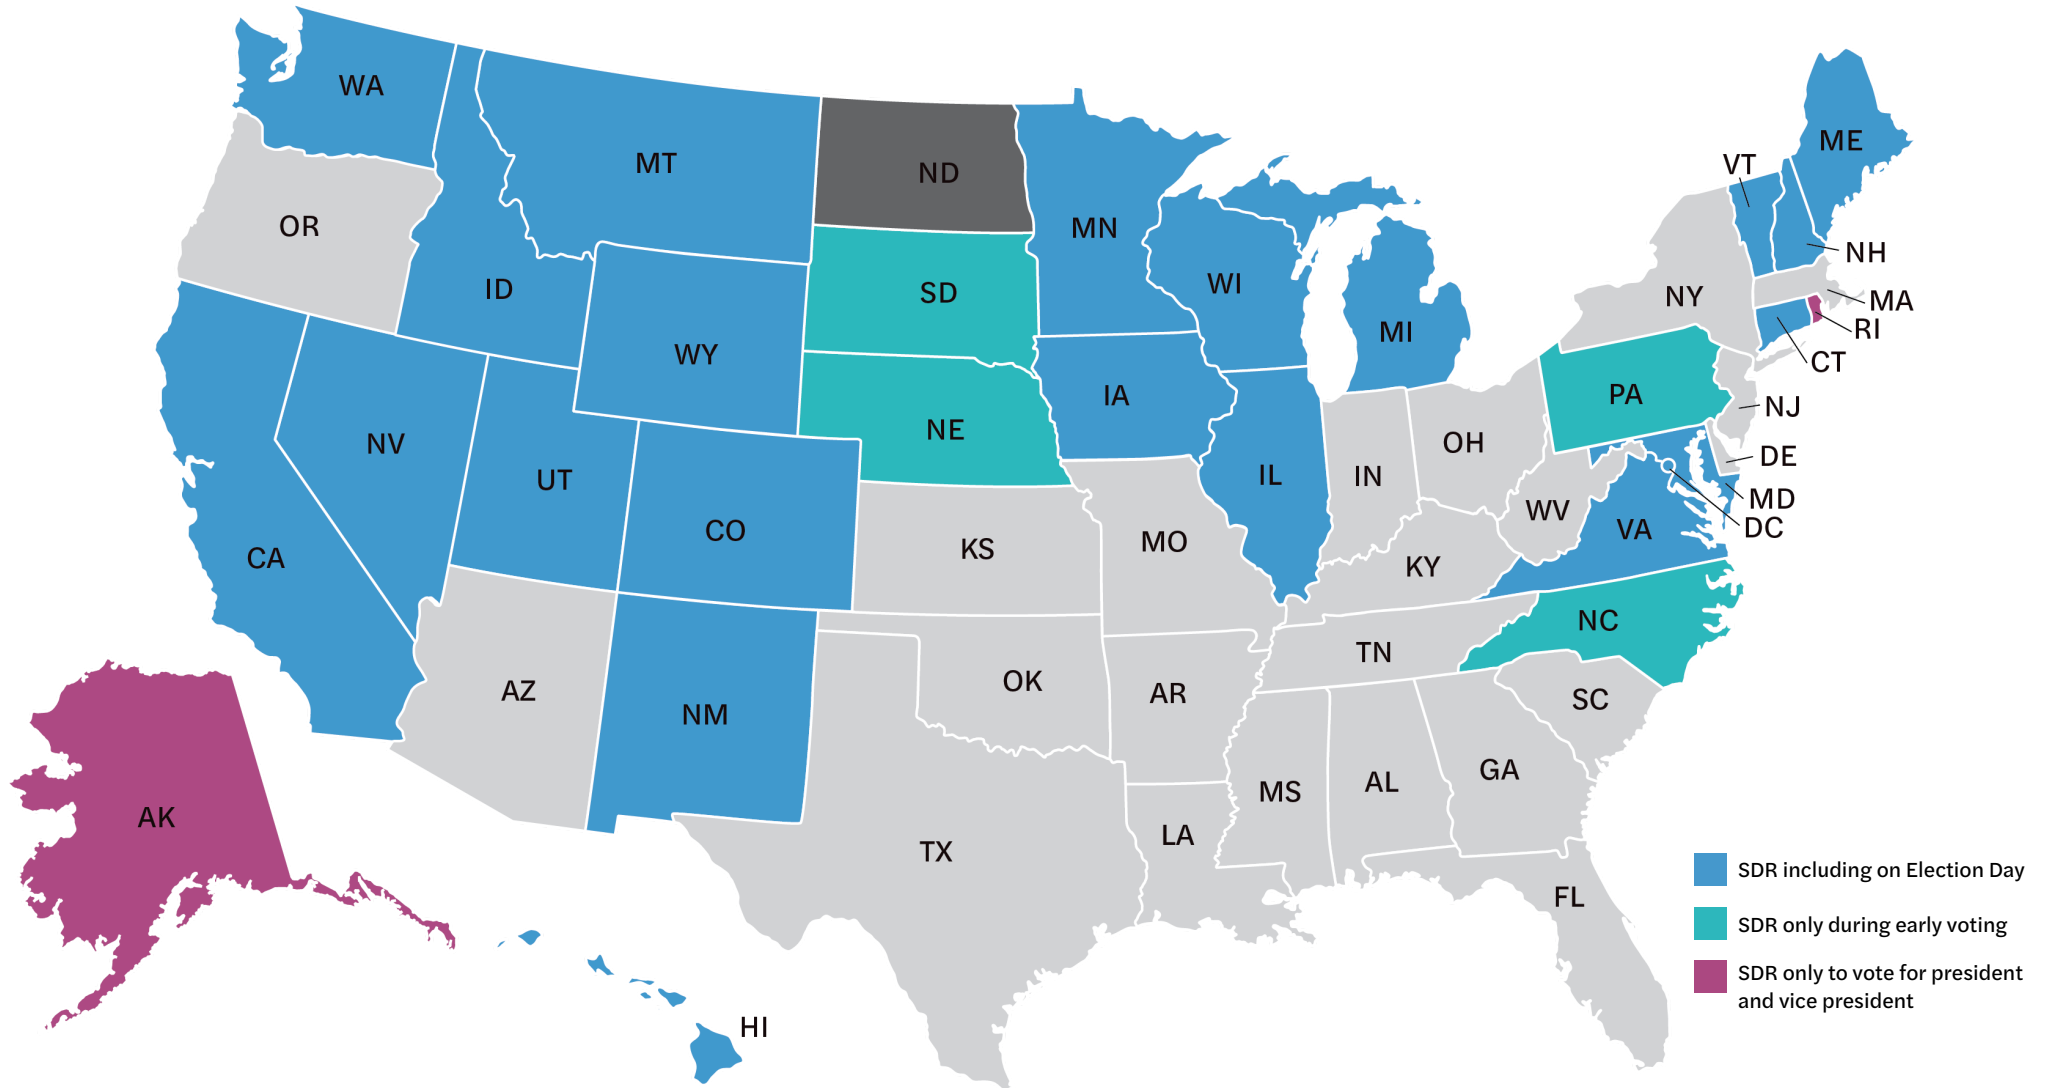 WA
ME
MT
VT
ND
OR
MN
NH
ID
SD
WI
NY
MA
MI
RI
WY
CT
PA
IA
NJ
NE
NV
OH
DE
UT
IL
IN
MD
WV
DC
CO
VA
CA
KS
MO
KY
NC
TN
OK
AZ
AR
SC
NM
GA
AL
MS
AK
LA
TX
FL
HI
SDR including on Election Day
SDR only during early voting
SDR only to vote for president
and vice president